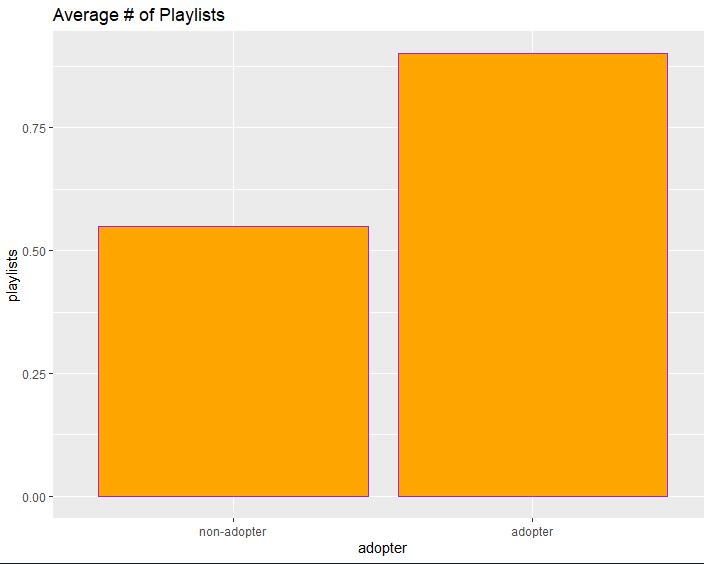 Average # of Playlists
playlists
0.75
0.50
0.25
0.00
non-adopter adopter
adopter